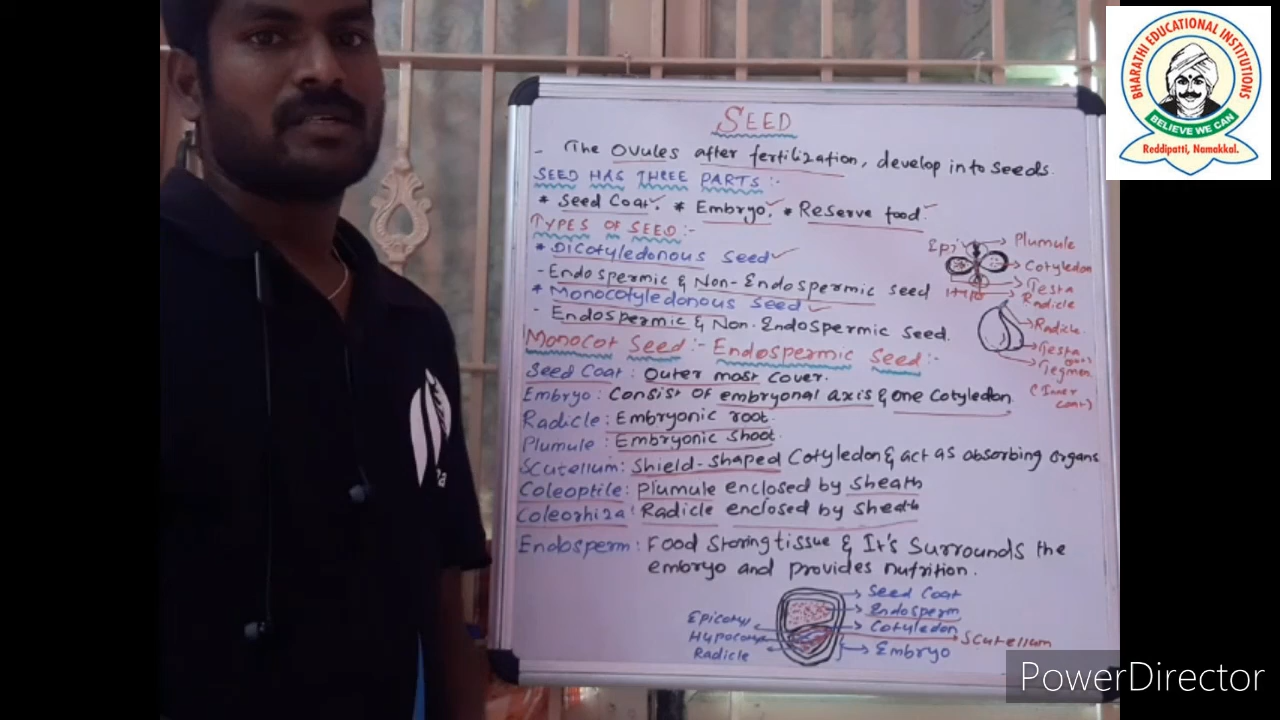 BHARATHI EDUCATIONAL INSTITUTIONS
BELIEVE WE CAN
Reddipatti, Namakkal.
SEED
- The ovules after fertilization, develop into seeds.
SEED HAS THREE PARTS :-
* Seed Coat. * Embryo. * Reserve food.
TYPES OF SEED:-
* Dicotyledonous Seed
- Endospermic & Non-Endospermic seed
* Monocotyledonous seed
- Endospermic & Non-Endospermic seed.
Plumule
Cotyledon
Testa
Radicle
Radicle.
Testa
Tegmen
(Inner
coat)
Monocot Seed:- Endospermic Seed:-
Seed Coat : Outer most cover.
Embryo : Consist of embryonal axis & one cotyledon
Radicle : Embryonic root.
Plumule : Embryonic shoot.
Scutellum: Shield-shaped Cotyledon & act as absorbing organs
Coleoptile: Plumule enclosed by sheath
Coleorhiza: Radicle enclosed by sheath
Endosperm: Food storing tissue & It's surrounds the
embryo and provides nutrition.
Seed Coat
Endosperm
Cotyledon
Scutellum
Embryo
Epicotyl
Hypocotyl
Radicle
PowerDirector